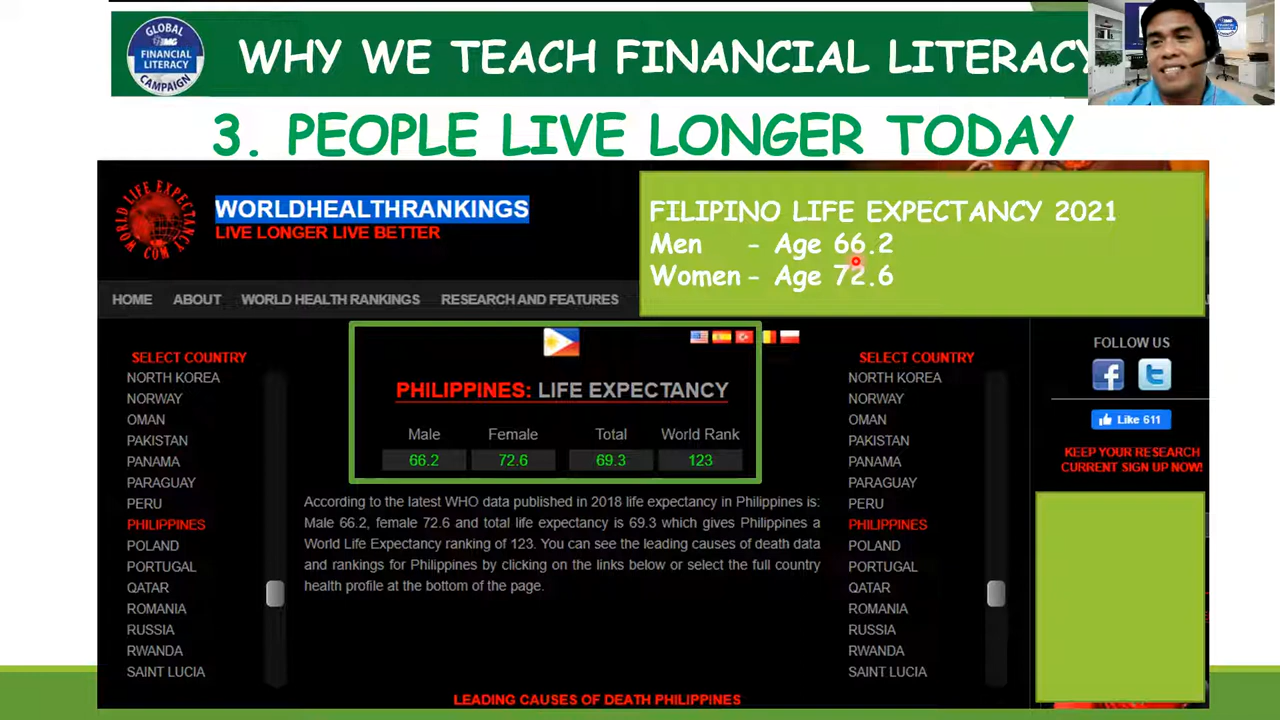 GLOBAL
IMG
FINANCIAL
LITERACY
CAMPAIGN
WHY WE TEACH FINANCIAL LITERACY
3. PEOPLE LIVE LONGER TODAY
WORLD LIFE EXPECTANCY.COM
WORLDHEALTHRANKINGS
LIVE LONGER LIVE BETTER
FILIPINO LIFE EXPECTANCY 2021
Men - Age 66.2
Women - Age 72.6
HOME ABOUT WORLD HEALTH RANKINGS RESEARCH AND FEATURES
SELECT COUNTRY
NORTH KOREA
NORWAY
OMAN
PAKISTAN
PANAMA
PARAGUAY
PERU
PHILIPPINES
POLAND
PORTUGAL
QATAR
ROMANIA
RUSSIA
RWANDA
SAINT LUCIA
PHILIPPINES: LIFE EXPECTANCY
Male Female Total World Rank
66.2 72.6 69.3 123
According to the latest WHO data published in 2018 life expectancy in Philippines is:
Male 66.2, female 72.6 and total life expectancy is 69.3 which gives Philippines a
World Life Expectancy ranking of 123. You can see the leading causes of death data
and rankings for Philippines by clicking on the links below or select the full country
health profile at the bottom of the page.
LEADING CAUSES OF DEATH PHILIPPINES
SELECT COUNTRY
NORTH KOREA
NORWAY
OMAN
PAKISTAN
PANAMA
PARAGUAY
PERU
PHILIPPINES
POLAND
PORTUGAL
QATAR
ROMANIA
RUSSIA
RWANDA
SAINT LUCIA
FOLLOW US
Like 611
KEEP YOUR RESEARCH
CURRENT SIGN UP NOW!